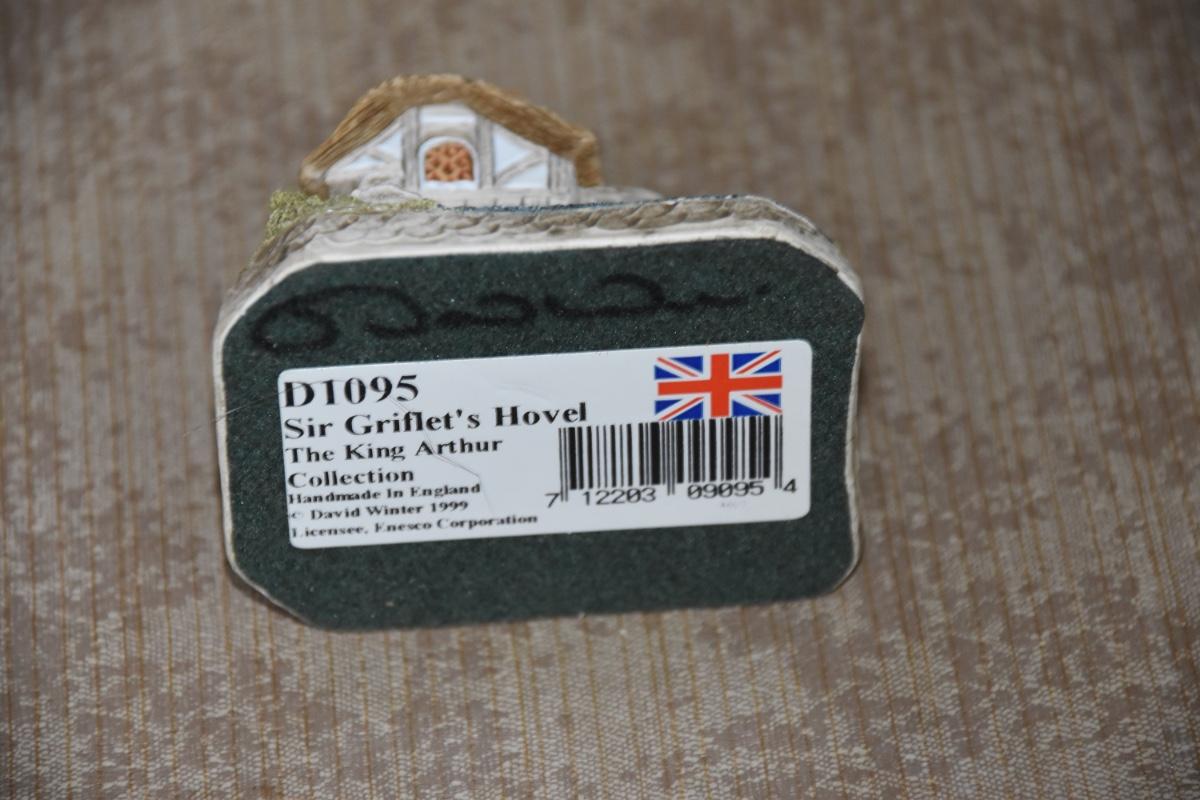 D1095
Sir Griflet's Hovel
The King Arthur
Collection
Handmade In England
© David Winter 1999
Licensee, Enesco Corporation
7 12203 09095 4